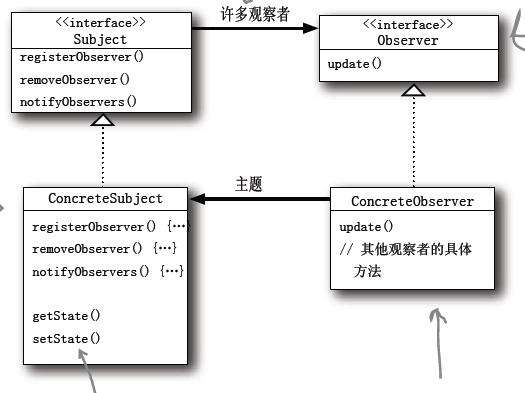 <<interface>>
Subject
registerObserver()
removeObserver()
notifyObservers()
许多观察者
<<interface>>
Observer
update()
ConcreteSubject
registerObserver() {…}
removeObserver() {…}
notifyObservers() {…}
getState()
setState()
主题
ConcreteObserver
update()
// 其他观察者的具体
方法